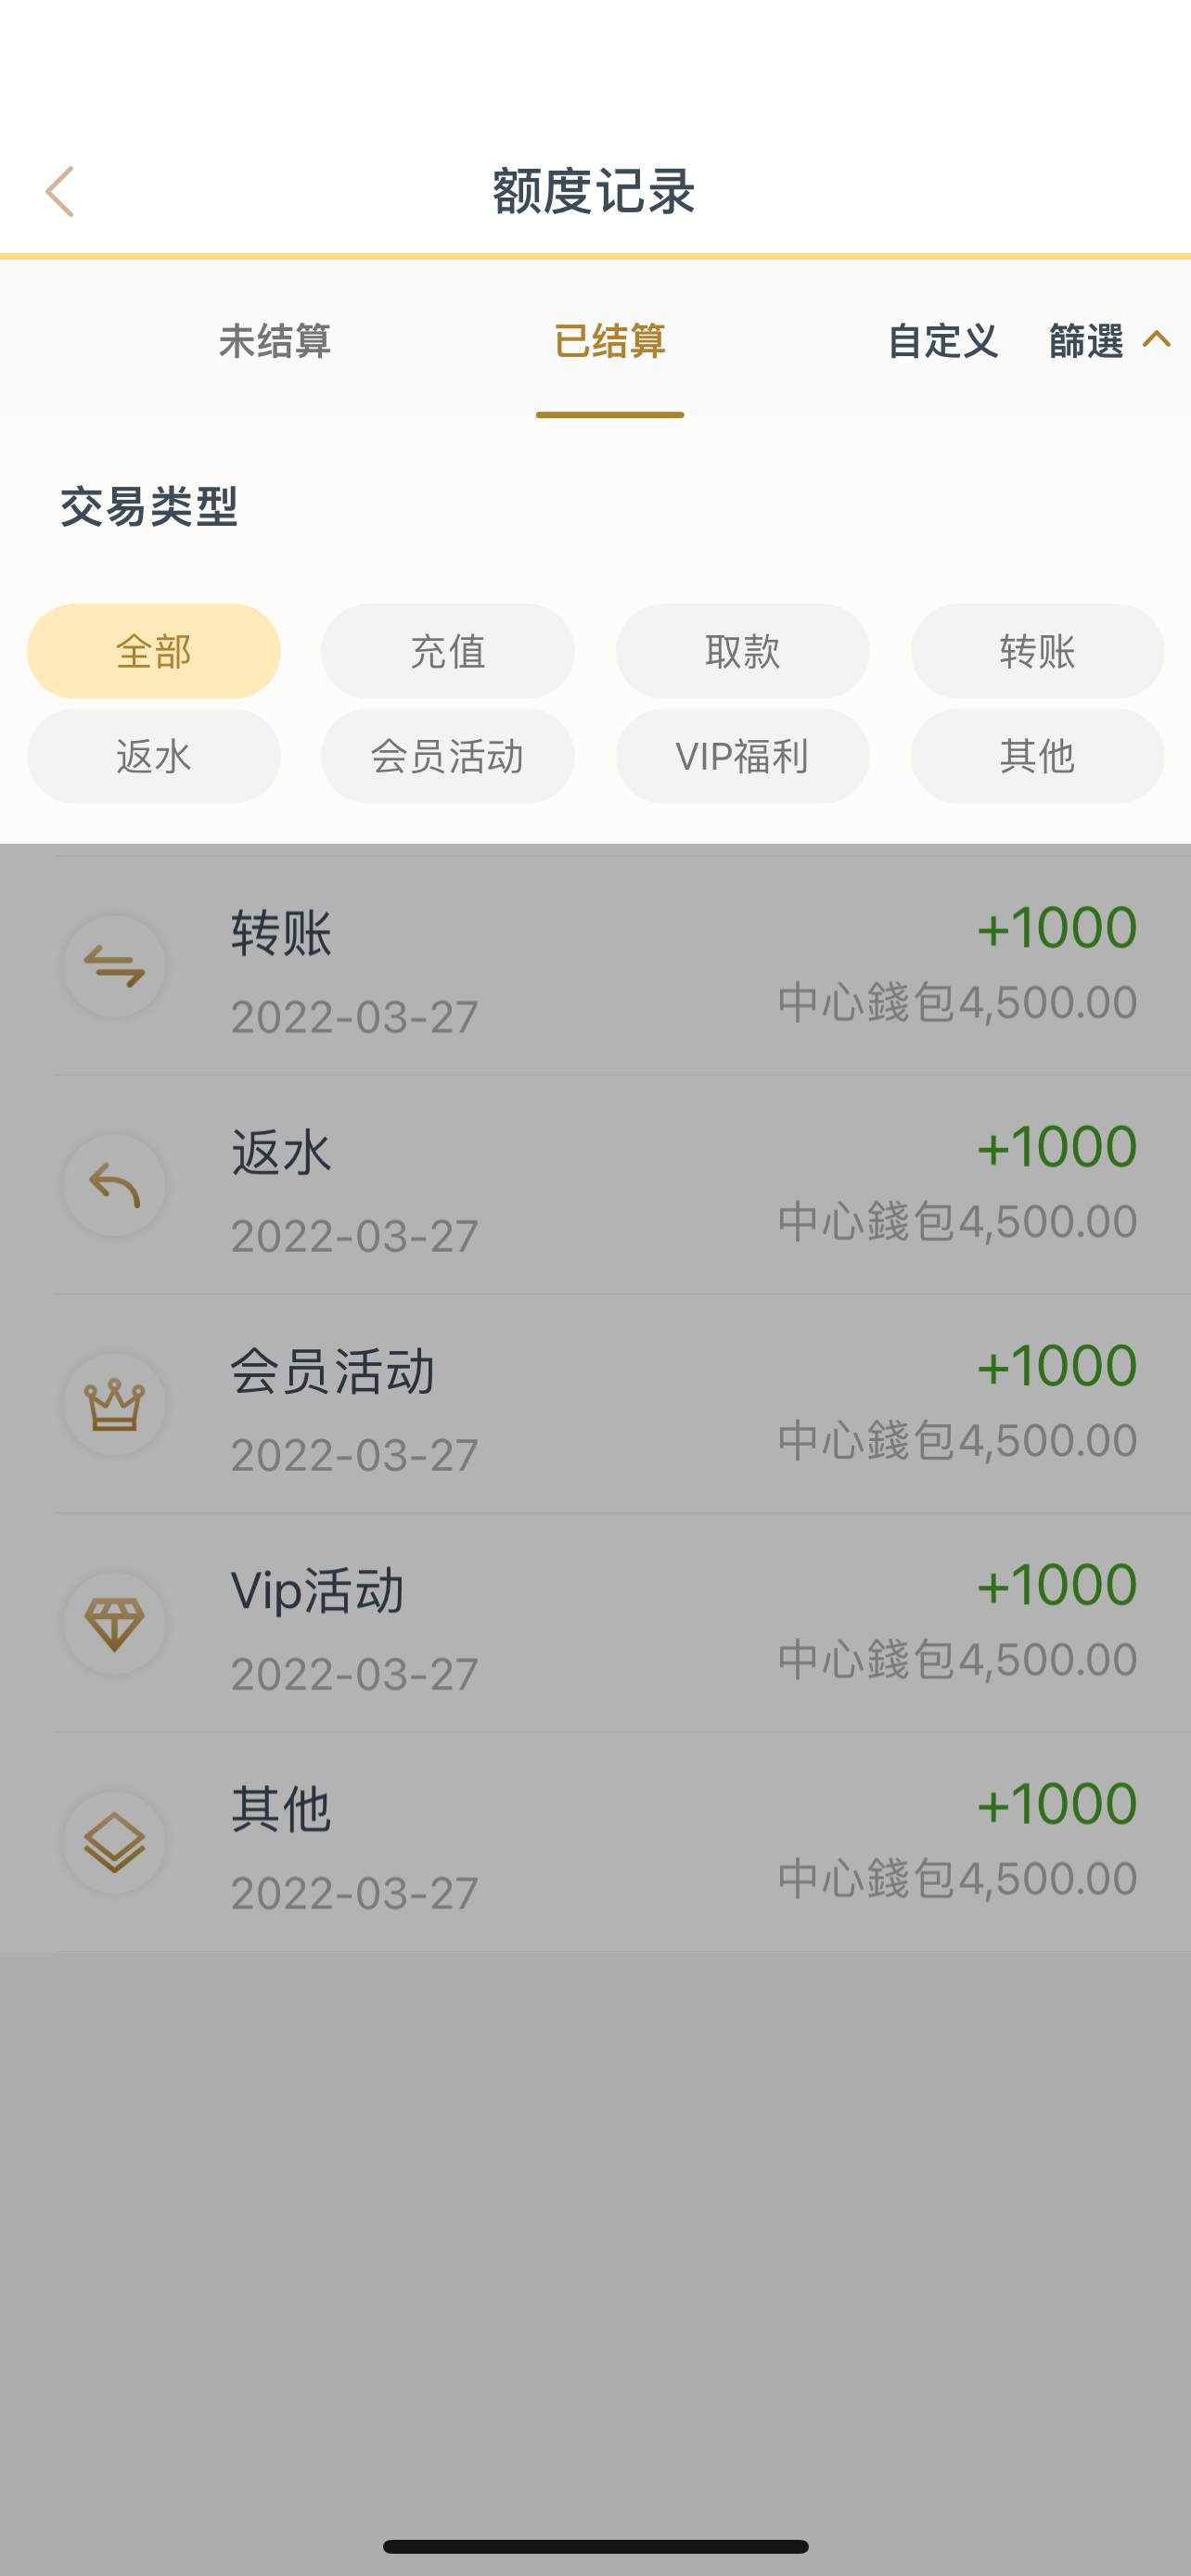 额度记录
未结算 已结算 自定义 篩選
交易类型
全部 充值 取款 转账
返水 会员活动 VIP福利 其他
转账 +1000
2022-03-27 中心錢包4,500.00
返水 +1000
2022-03-27 中心錢包4,500.00
会员活动 +1000
2022-03-27 中心錢包4,500.00
Vip活动 +1000
2022-03-27 中心錢包4,500.00
其他 +1000
2022-03-27 中心錢包4,500.00